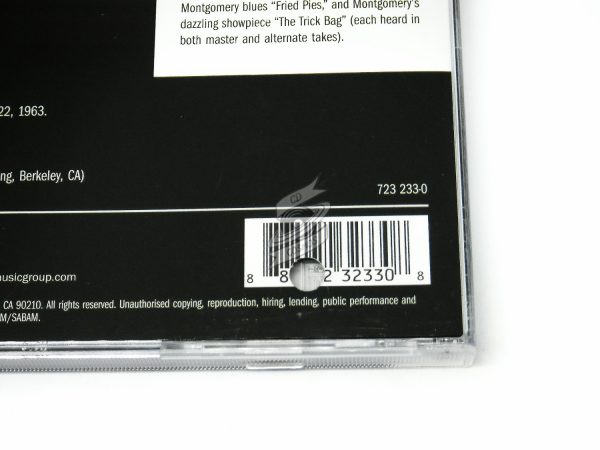 Montgomery blues “Fried Pies,” and Montgomery’s
dazzling showpiece “The Trick Bag” (each heard in
both master and alternate takes).
22, 1963.
ng, Berkeley, CA)
723 233-0
CD
8 8 2 32330 8
usicgroup.com
CA 90210. All rights reserved. Unauthorised copying, reproduction, hiring, lending, public performance and
M/SABAM.